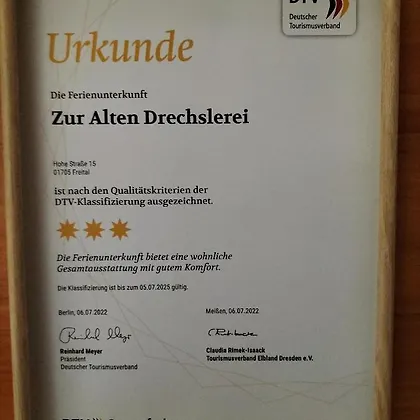 DTV
Deutscher
Tourismusverband
Urkunde
Die Ferienunterkunft
Zur Alten Drechslerei
Hohe Straße 15
01705 Freital
ist nach den Qualitätskriterien der
DTV-Klassifizierung ausgezeichnet.
Die Ferienunterkunft bietet eine wohnliche
Gesamtausstattung mit gutem Komfort.
Die Klassifizierung ist bis zum 05.07.2025 gültig.
Berlin, 06.07.2022
Meißen, 06.07.2022
Reinhard Meyer
Präsident
Deutscher Tourismusverband
Claudia Rimek-Isaack
Tourismusverband Elbland Dresden e.V.